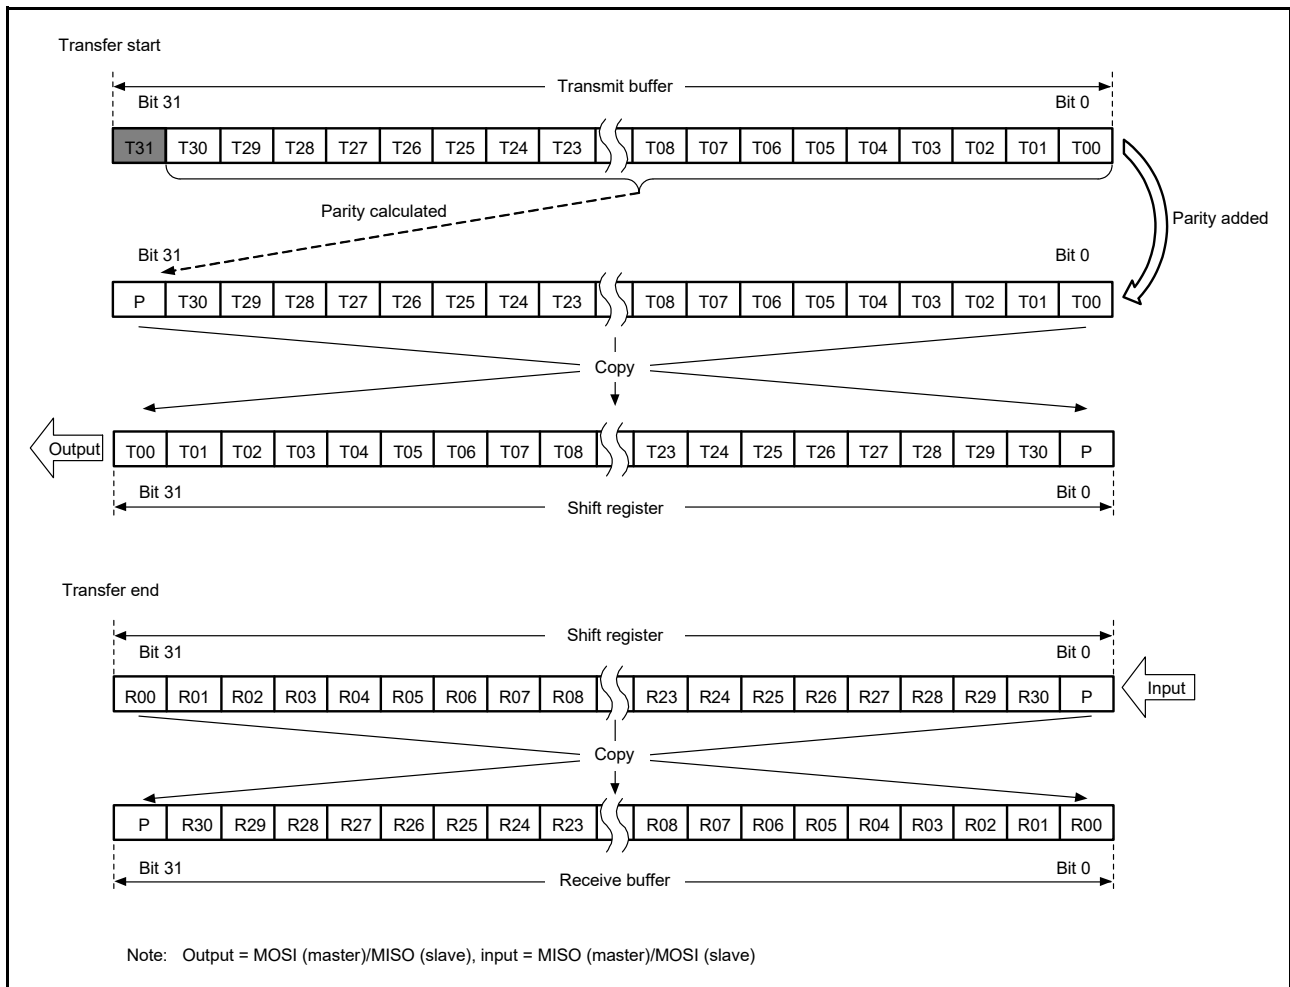 Transfer start
Transmit buffer
Bit 31 Bit 0
T31 T30 T29 T28 T27 T26 T25 T24 T23 T08 T07 T06 T05 T04 T03 T02 T01 T00
Parity calculated
Parity added
Bit 31 Bit 0
P T30 T29 T28 T27 T26 T25 T24 T23 T08 T07 T06 T05 T04 T03 T02 T01 T00
Copy
Output
T00 T01 T02 T03 T04 T05 T06 T07 T08 T23 T24 T25 T26 T27 T28 T29 T30 P
Bit 31 Bit 0
Shift register
Transfer end
Shift register
Bit 31 Bit 0
R00 R01 R02 R03 R04 R05 R06 R07 R08 R23 R24 R25 R26 R27 R28 R29 R30 P
Input
Copy
P R30 R29 R28 R27 R26 R25 R24 R23 R08 R07 R06 R05 R04 R03 R02 R01 R00
Bit 31 Bit 0
Receive buffer
Note: Output = MOSI (master)/MISO (slave), input = MISO (master)/MOSI (slave)